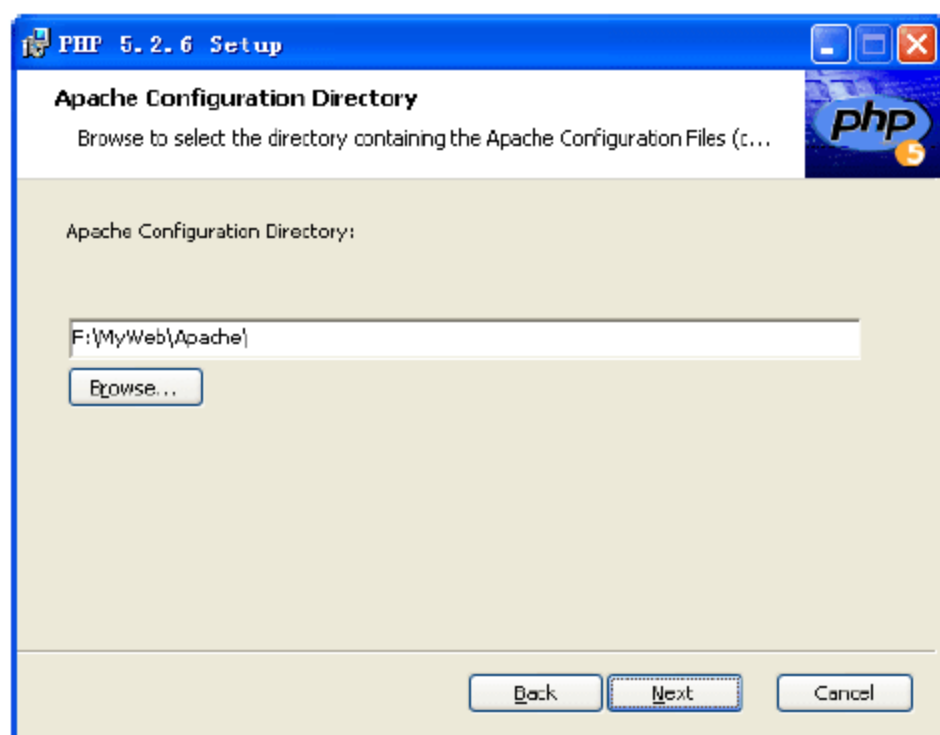 PHP 5.2.6 Setup
Apache Configuration Directory
Browse to select the directory containing the Apache Configuration Files (c...
php
5
Apache Configuration Directory:
F:\MyWeb\Apache\
Browse...
Back
Next
Cancel